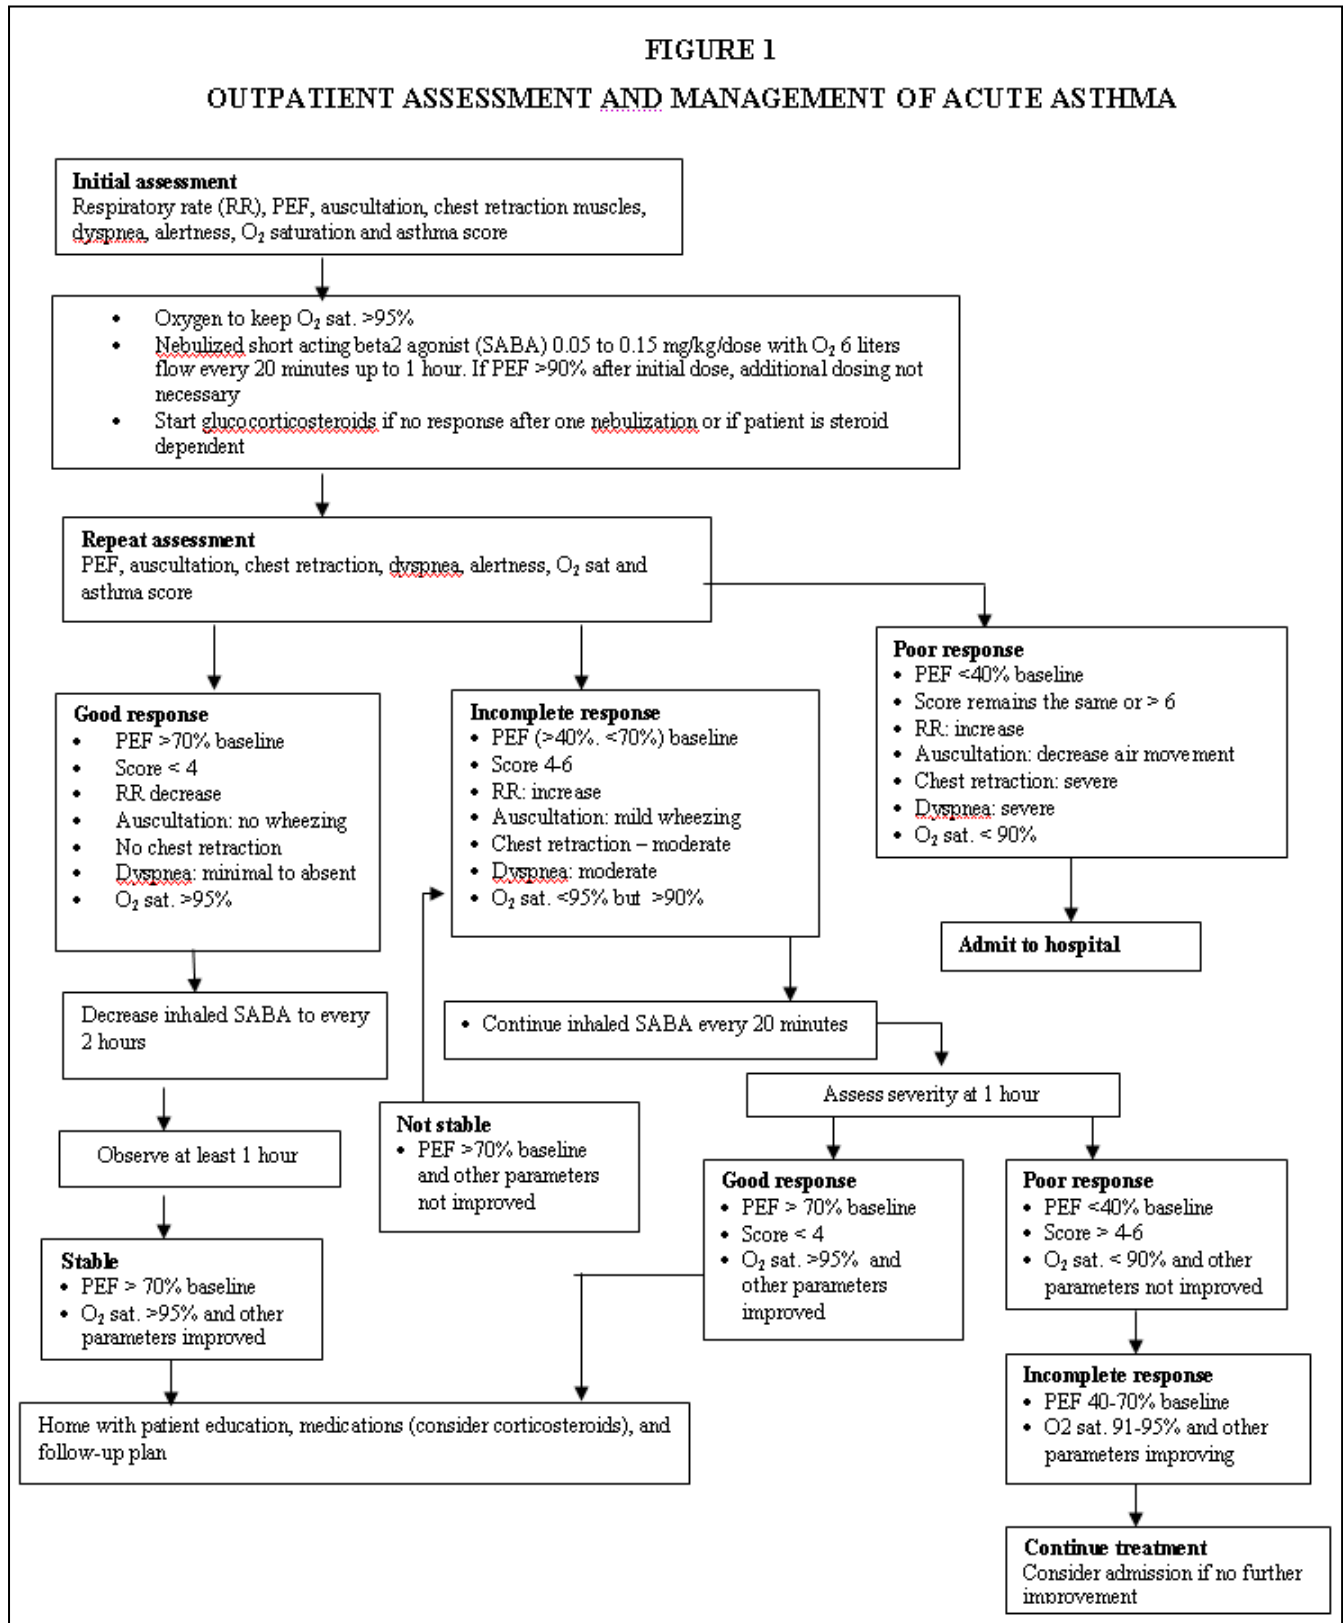 FIGURE 1
OUTPATIENT ASSESSMENT AND MANAGEMENT OF ACUTE ASTHMA
Initial assessment
Respiratory rate (RR), PEF, auscultation, chest retraction muscles,
dyspnea, alertness, O₂ saturation and asthma score
• Oxygen to keep O₂ sat. >95%
• Nebulized short acting beta2 agonist (SABA) 0.05 to 0.15 mg/kg/dose with O₂ 6 liters
flow every 20 minutes up to 1 hour. If PEF >90% after initial dose, additional dosing not
necessary
• Start glucocorticosteroids if no response after one nebulization or if patient is steroid
dependent
Repeat assessment
PEF, auscultation, chest retraction, dyspnea, alertness, O₂ sat and
asthma score
Good response
• PEF >70% baseline
• Score < 4
• RR decrease
• Auscultation: no wheezing
• No chest retraction
• Dyspnea: minimal to absent
• O₂ sat. >95%
Incomplete response
• PEF (>40%. <70%) baseline
• Score 4-6
• RR: increase
• Auscultation: mild wheezing
• Chest retraction – moderate
• Dyspnea: moderate
• O₂ sat. <95% but >90%
Poor response
• PEF <40% baseline
• Score remains the same or > 6
• RR: increase
• Auscultation: decrease air movement
• Chest retraction: severe
• Dyspnea: severe
• O₂ sat. < 90%
Admit to hospital
Decrease inhaled SABA to every
2 hours
• Continue inhaled SABA every 20 minutes
Assess severity at 1 hour
Observe at least 1 hour
Not stable
• PEF >70% baseline
and other parameters
not improved
Good response
• PEF > 70% baseline
• Score < 4
• O₂ sat. >95% and
other parameters
improved
Poor response
• PEF <40% baseline
• Score > 4-6
• O₂ sat. < 90% and other
parameters not improved
Stable
• PEF > 70% baseline
• O₂ sat. >95% and other
parameters improved
Incomplete response
• PEF 40-70% baseline
• O2 sat. 91-95% and other
parameters improving
Home with patient education, medications (consider corticosteroids), and
follow-up plan
Continue treatment
Consider admission if no further
improvement